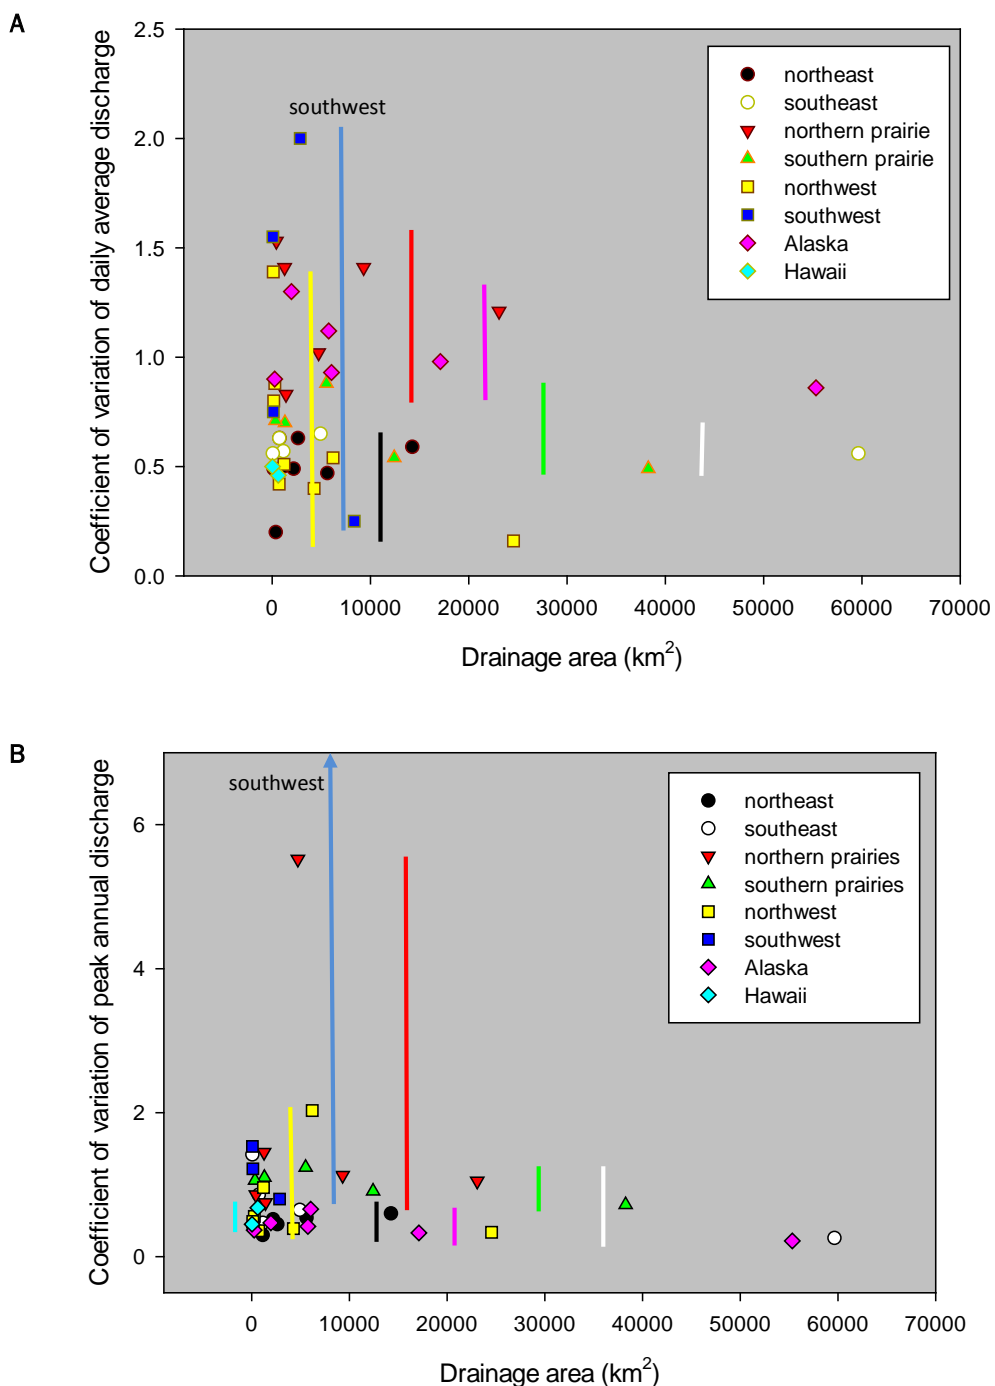 A
2.5
2.0
1.5
1.0
0.5
0.0
Coefficient of variation of daily average discharge
southwest
northeast
southeast
northern prairie
southern prairie
northwest
southwest
Alaska
Hawaii
0 10000 20000 30000 40000 50000 60000 70000
Drainage area (km²)
B
6
4
2
0
Coefficient of variation of peak annual discharge
southwest
northeast
southeast
northern prairies
southern prairies
northwest
southwest
Alaska
Hawaii
0 10000 20000 30000 40000 50000 60000 70000
Drainage area (km²)